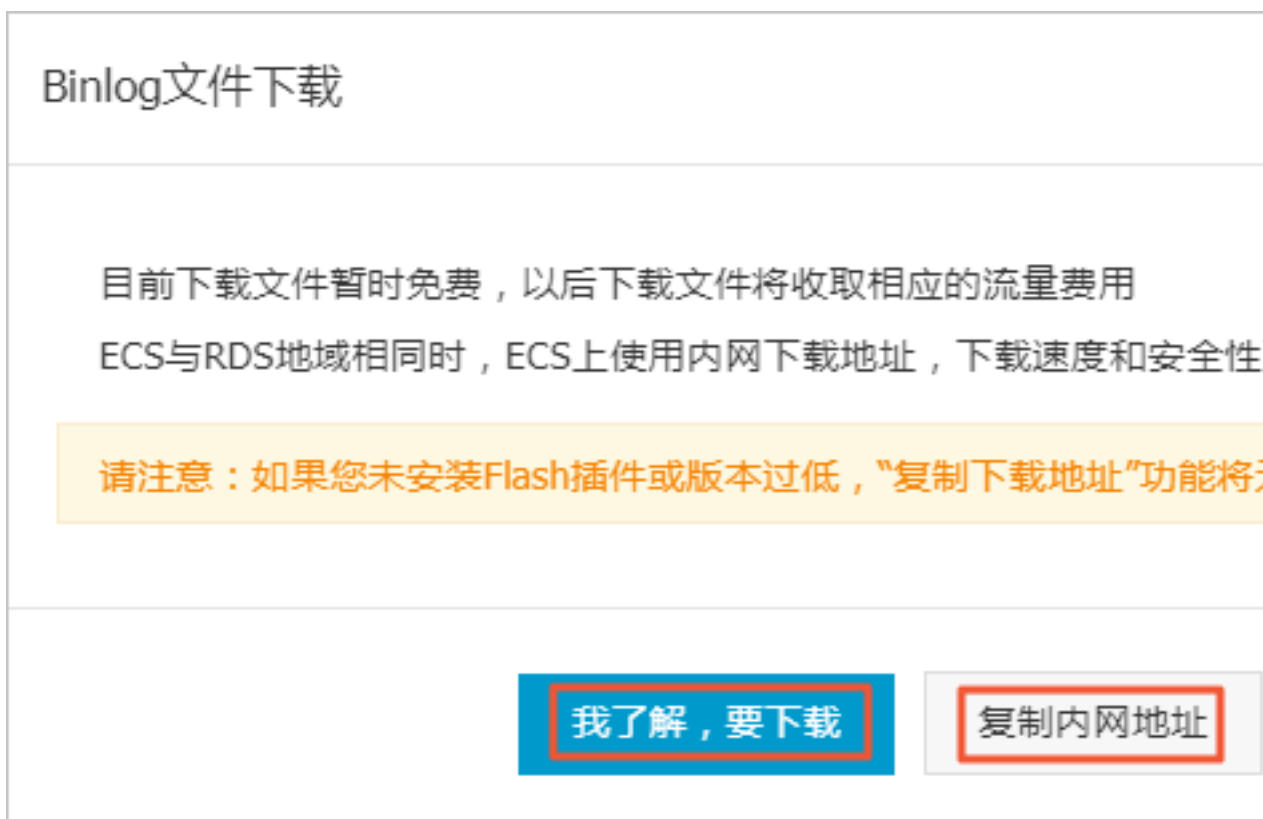 Binlog文件下载
目前下载文件暂时免费，以后下载文件将收取相应的流量费用
ECS与RDS地域相同时，ECS上使用内网下载地址，下载速度和安全性
请注意：如果您未安装Flash插件或版本过低，“复制下载地址”功能将
我了解，要下载
复制内网地址